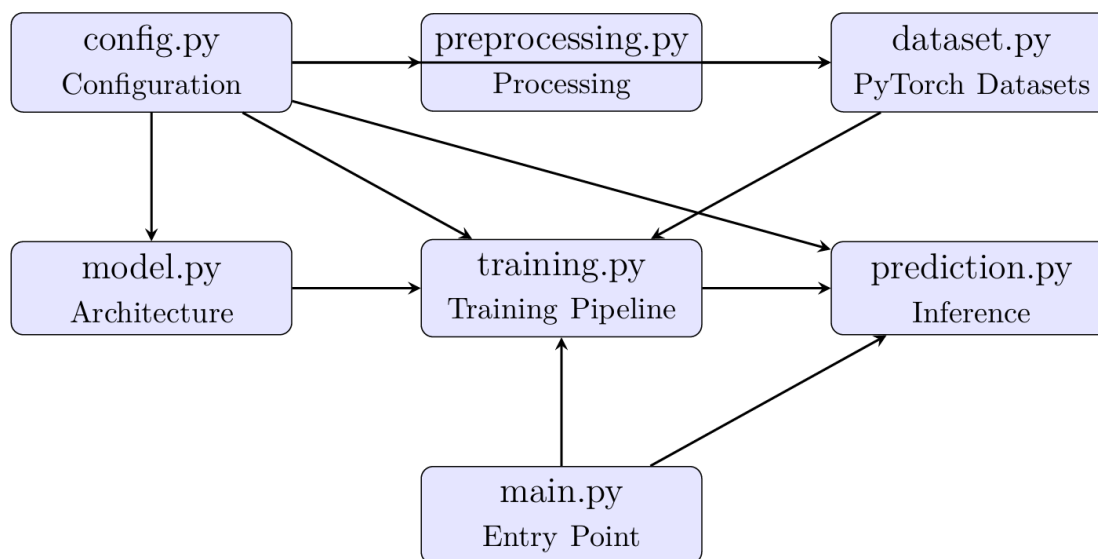 config.py
Configuration
preprocessing.py
Processing
dataset.py
PyTorch Datasets
model.py
Architecture
training.py
Training Pipeline
prediction.py
Inference
main.py
Entry Point